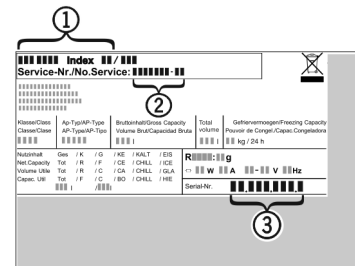 1
Index /
Service-Nr./No.Service: -
2
Klasse/Class Ap-Typ/AP-Type Bruttoinhalt/Gross Capacity Total Gefriervermoegen/Freezing Capacity
Classe/Clase AP-Type/AP-Tipo Volume Brut/Capacidad Bruta volume Pouvoir de Congel./Capac.Congeladora
l l kg / 24 h
Nutzinhalt Ges / K / G / KE / KALT / EIS
Net Capacity Tot / R / F / CE / CHILL / ICE
Volume Utile Tot / R / C / CA / CHILL / GLA
Capac. Util Tot / F / C / BO / CHILL / HIE
l / l
R : g
W A - V Hz
Serial-Nr. . . .
3